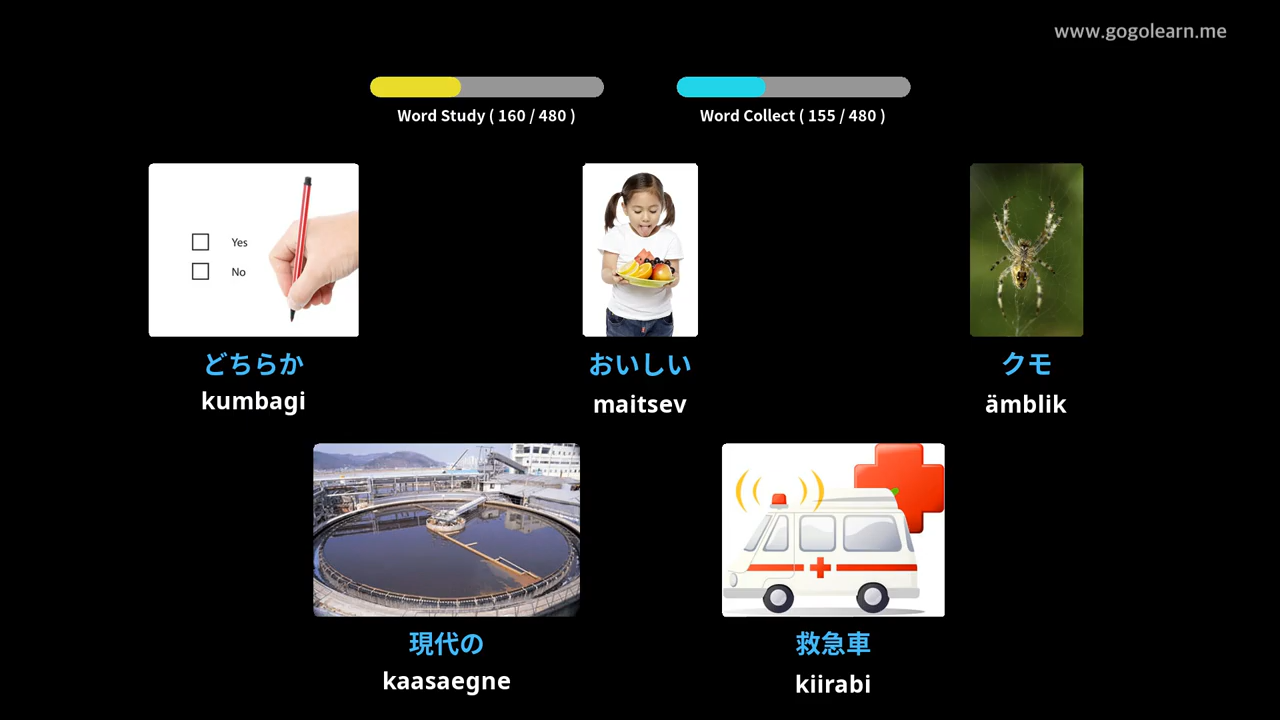 www.gogolearn.me
Word Study ( 160 / 480 )
Word Collect ( 155 / 480 )
Yes
No
どちらか
kumbagi
おいしい
maitsev
クモ
ämblik
現代の
kaasaegne
救急車
kiirabi